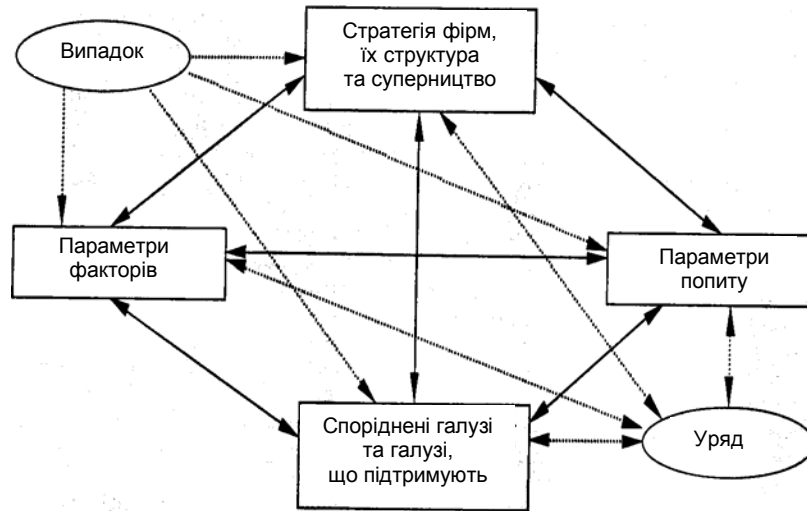 Випадок
Стратегія фірм,
їх структура
та суперництво
Параметри
факторів
Параметри
попиту
Споріднені галузі
та галузі,
що підтримують
Уряд